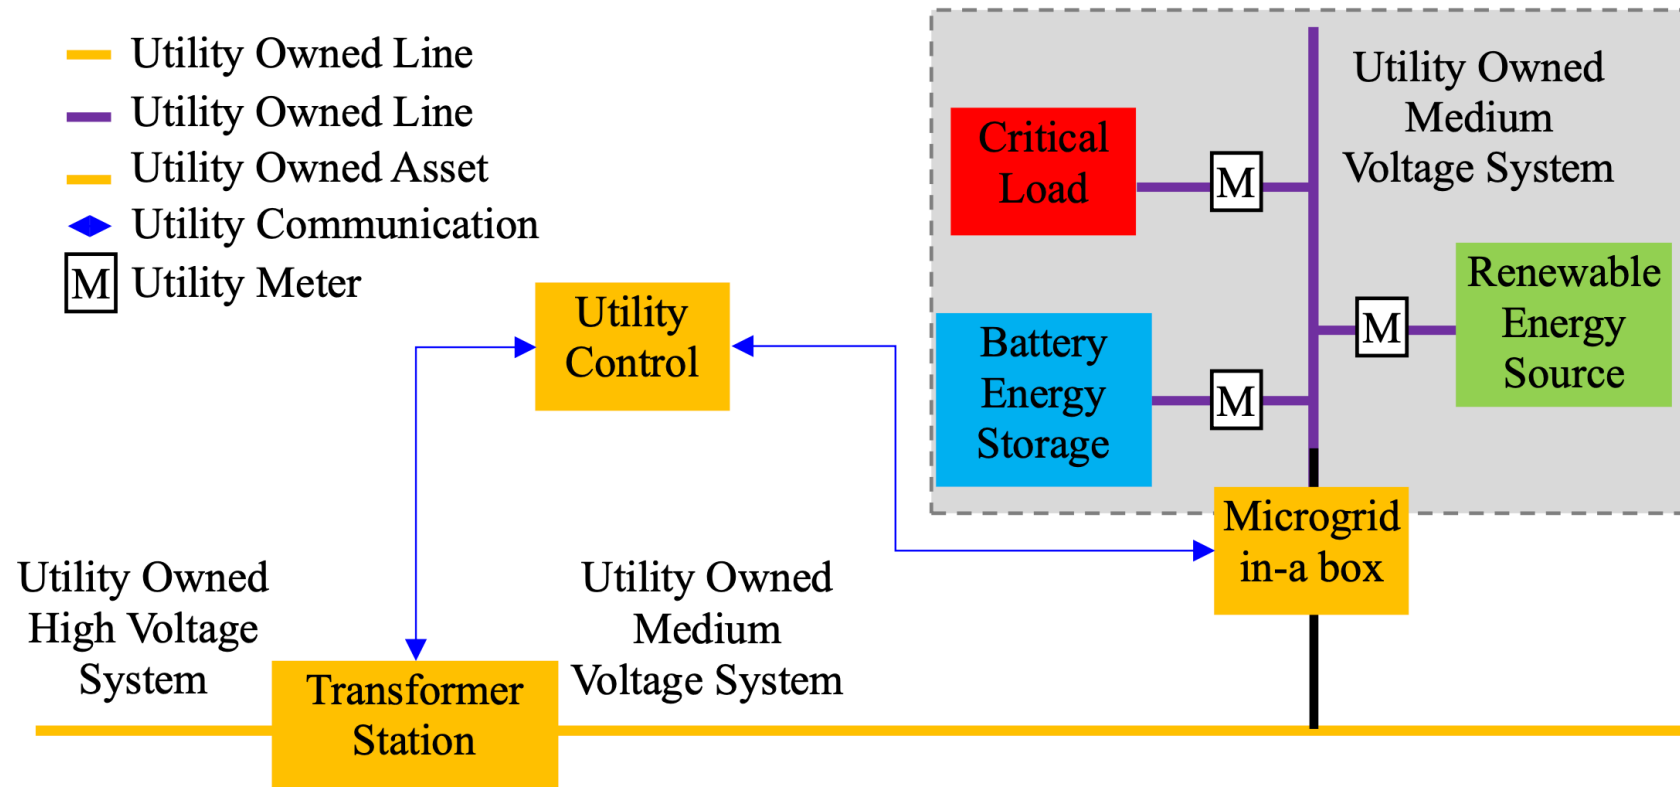 Utility Owned Line
Utility Owned Line
Utility Owned Asset
Utility Communication
M Utility Meter
Utility
Control
Utility Owned
High Voltage
System
Transformer
Station
Utility Owned
Medium
Voltage System
Critical
Load
M
Utility Owned
Medium
Voltage System
Battery
Energy
Storage
M
M
Renewable
Energy
Source
Microgrid
in-a box